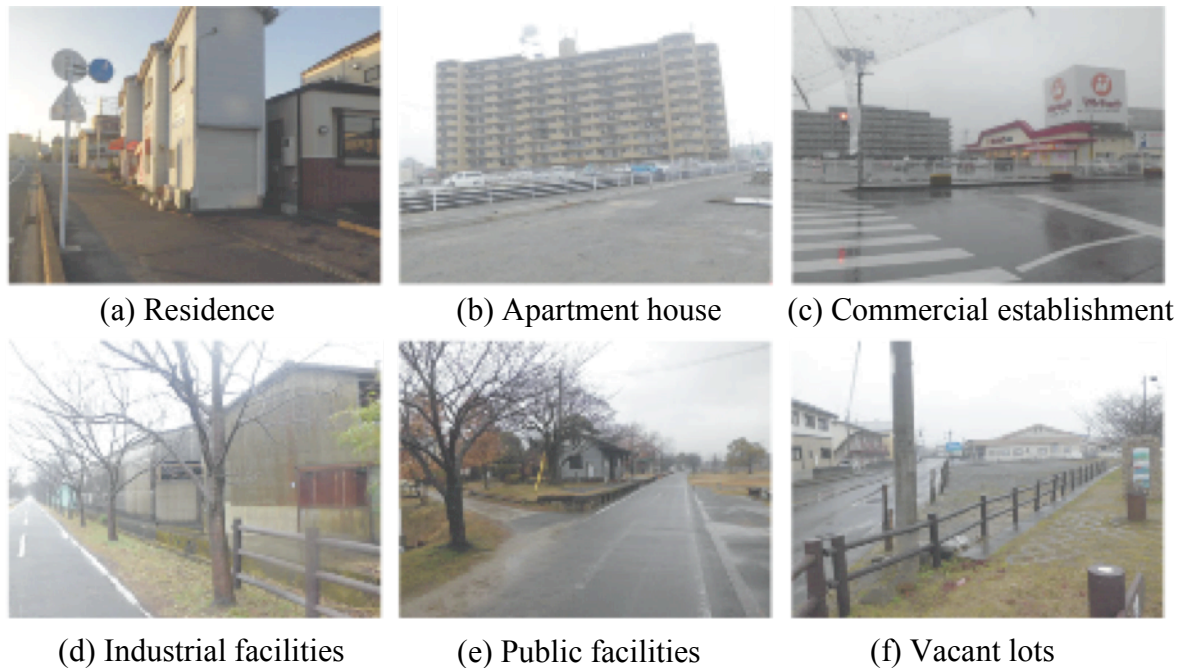 (a) Residence
(b) Apartment house
(c) Commercial establishment
(d) Industrial facilities
(e) Public facilities
(f) Vacant lots